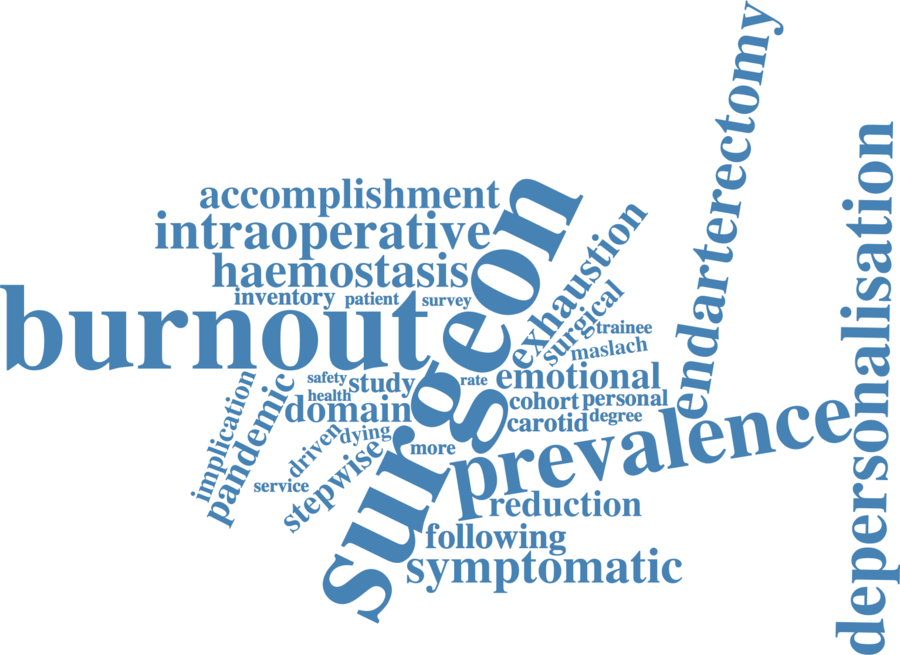 endarterectomy
depersonalisation
accomplishment
surgeon
intraoperative
exhaustion
haemostasis
surgical
inventory
patient
survey
burnout
trainee
maslach
safety
study
rate
emotional
health
implication
pandemic
domain
cohort
personal
carotid
degree
prevalence
driven
dying
more
stepwise
service
reduction
following
symptomatic